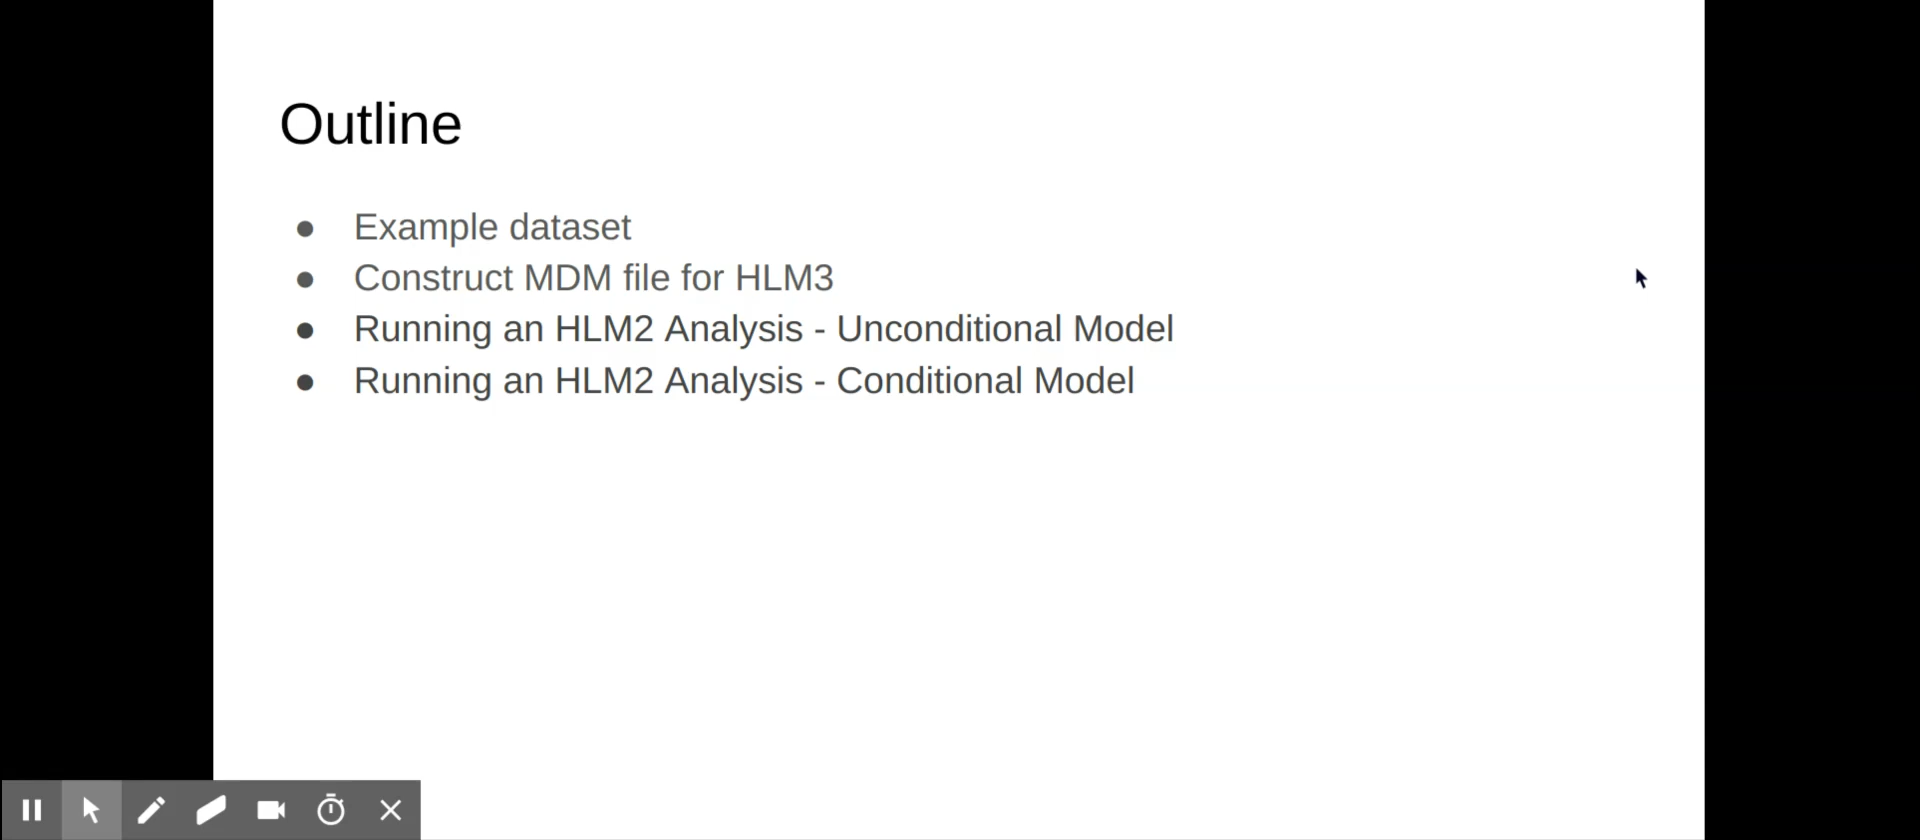 Outline
● Example dataset
● Construct MDM file for HLM3
● Running an HLM2 Analysis - Unconditional Model
● Running an HLM2 Analysis - Conditional Model